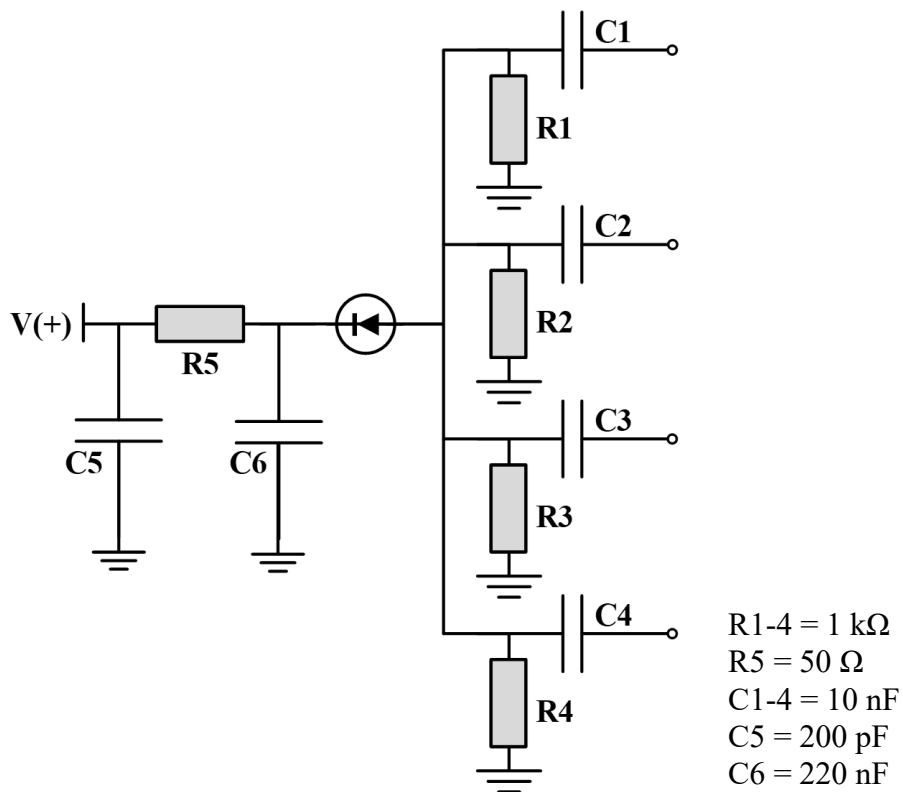 C1
R1
C2
R2
V(+)
R5
C5
C6
C3
R3
C4
R4
R1-4 = 1 kΩ
R5 = 50 Ω
C1-4 = 10 nF
C5 = 200 pF
C6 = 220 nF